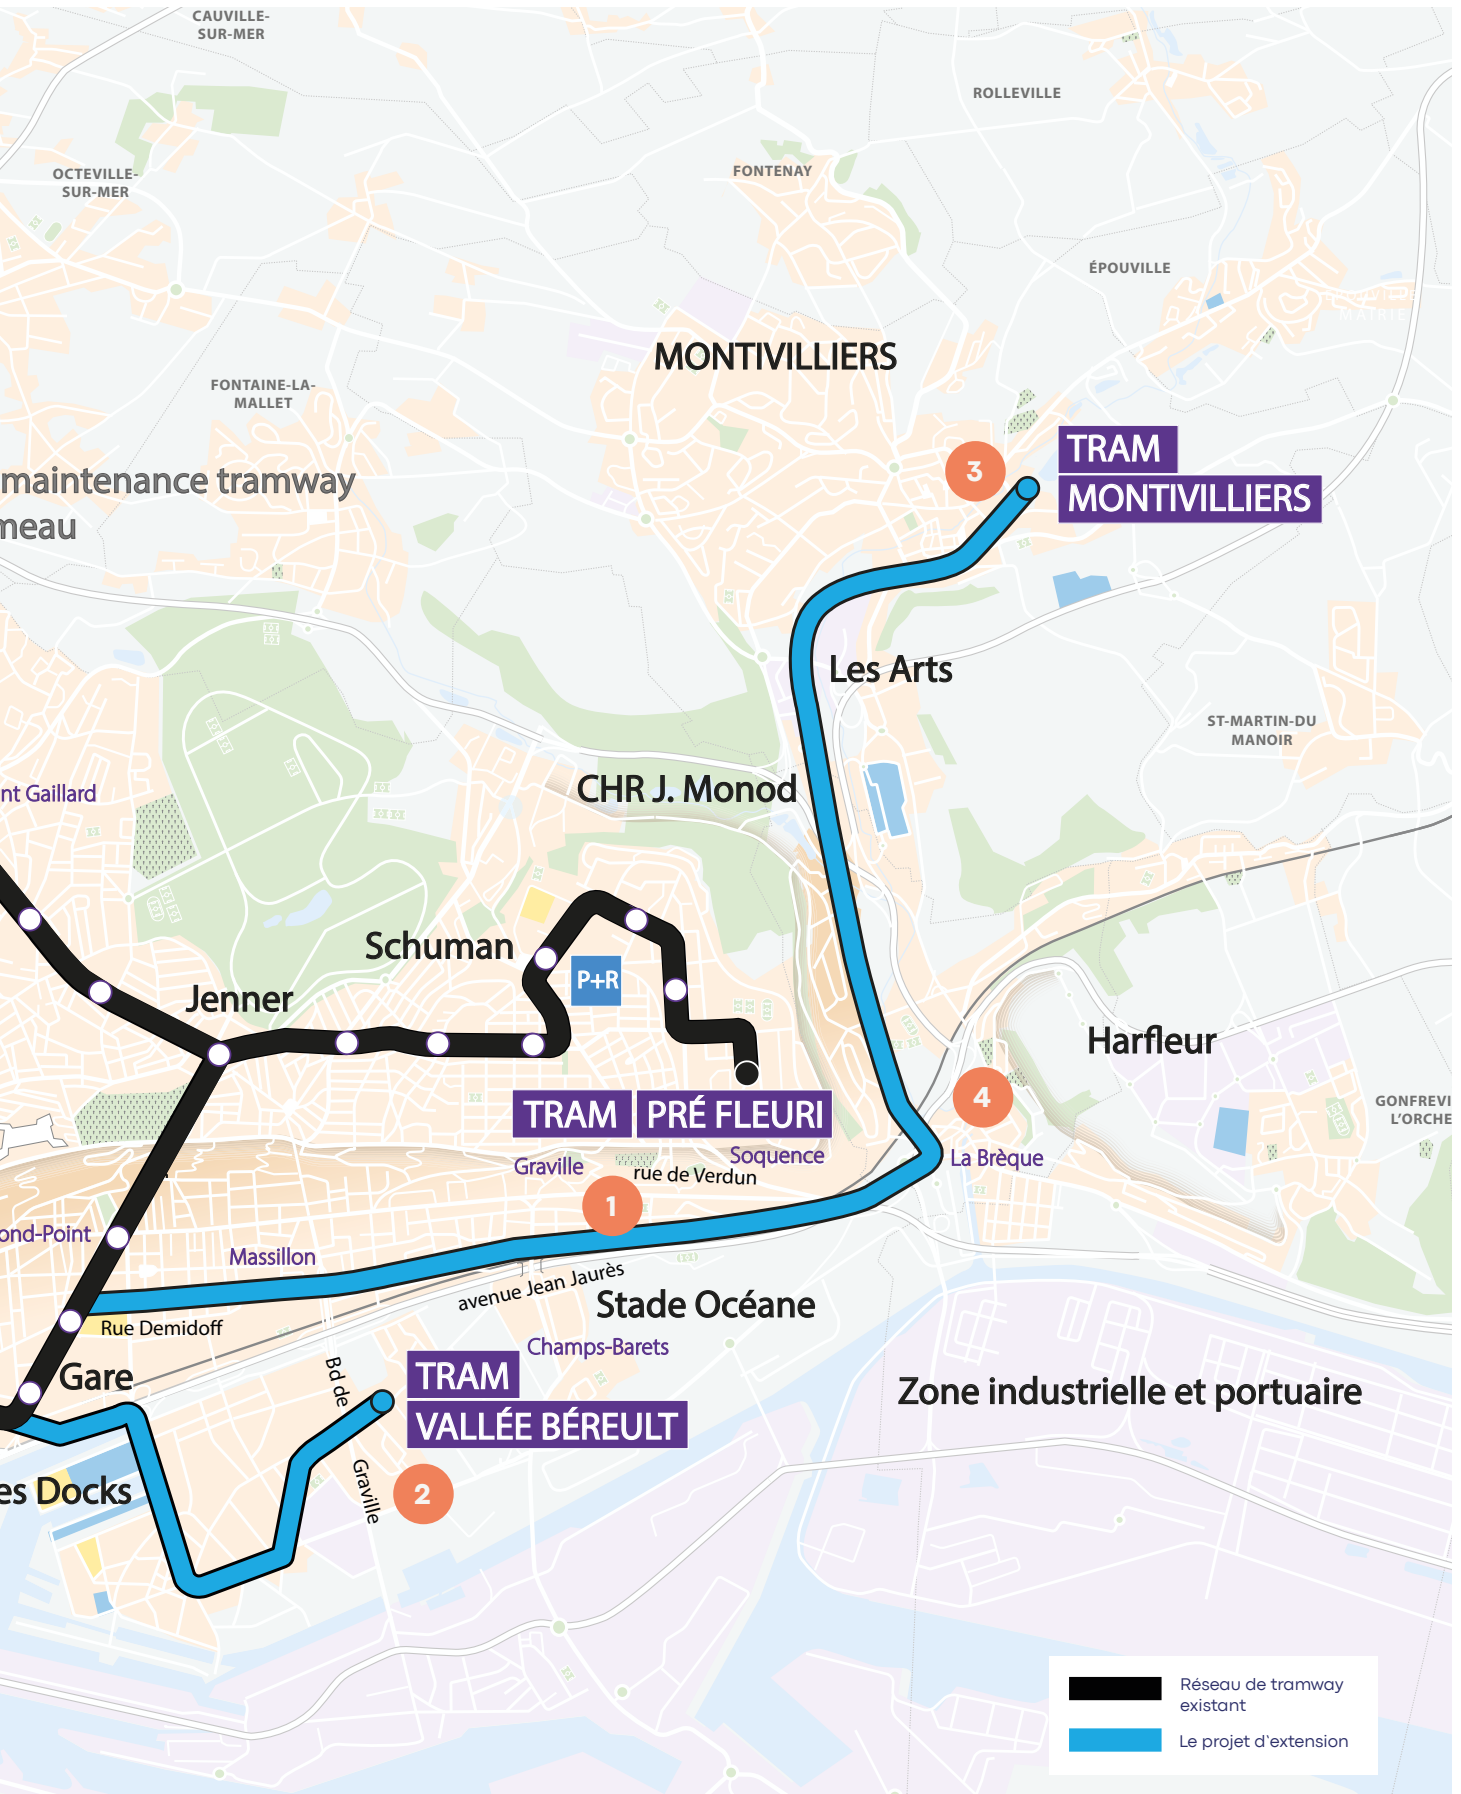 CAUVILLE-
SUR-MER
ROLLEVILLE
OCTEVILLE-
SUR-MER
FONTENAY
ÉPOUVILLE
MAIRIE
MONTIVILLIERS
FONTAINE-LA-
MALLET
TRAM
MONTIVILLIERS
3
maintenance tramway
meau
Les Arts
ST-MARTIN-DU
MANOIR
CHR J. Monod
nt Gaillard
Schuman
P+R
Jenner
Harfleur
4
TRAM PRÉ FLEURI
GONFREVI
L'ORCHE
Soquence
La Brèque
Graville
rue de Verdun
1
ond-Point
Massillon
avenue Jean Jaurès
Stade Océane
Rue Demidoff
Champs-Barets
Gare
Bd de
Graville
TRAM
VALLÉE BÉREULT
Zone industrielle et portuaire
es Docks
2
Réseau de tramway
existant
Le projet d'extension